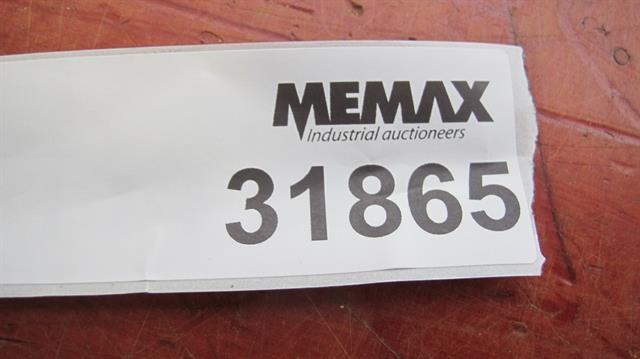 MEMAX
Industrial auctioneers
31865